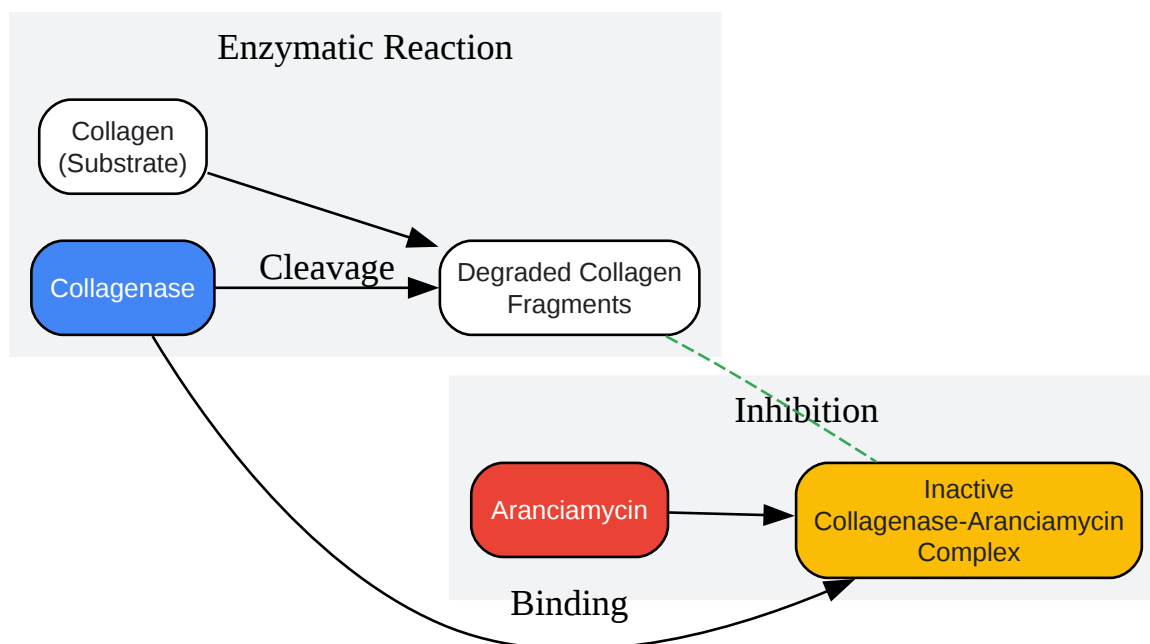 Enzymatic Reaction
Collagen
(Substrate)
Collagenase
Cleavage
Degraded Collagen
Fragments
Inhibition
Aranciamycin
Inactive
Collagenase-Aranciamycin
Complex
Binding